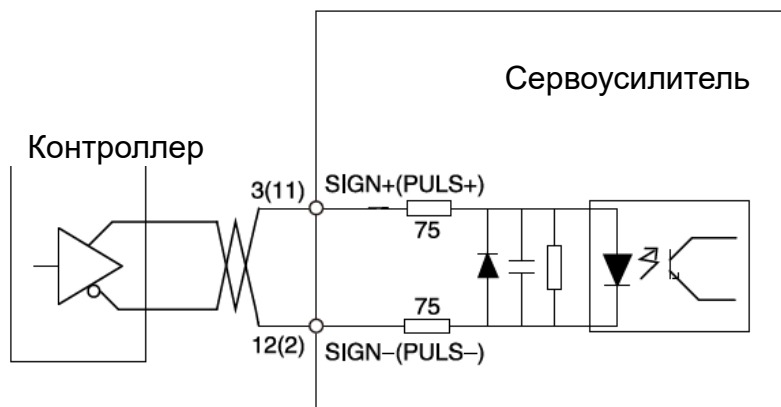 Сервоусилитель
Контроллер
3(11)
SIGN+(PULS+)
75
75
12(2)
SIGN–(PULS–)